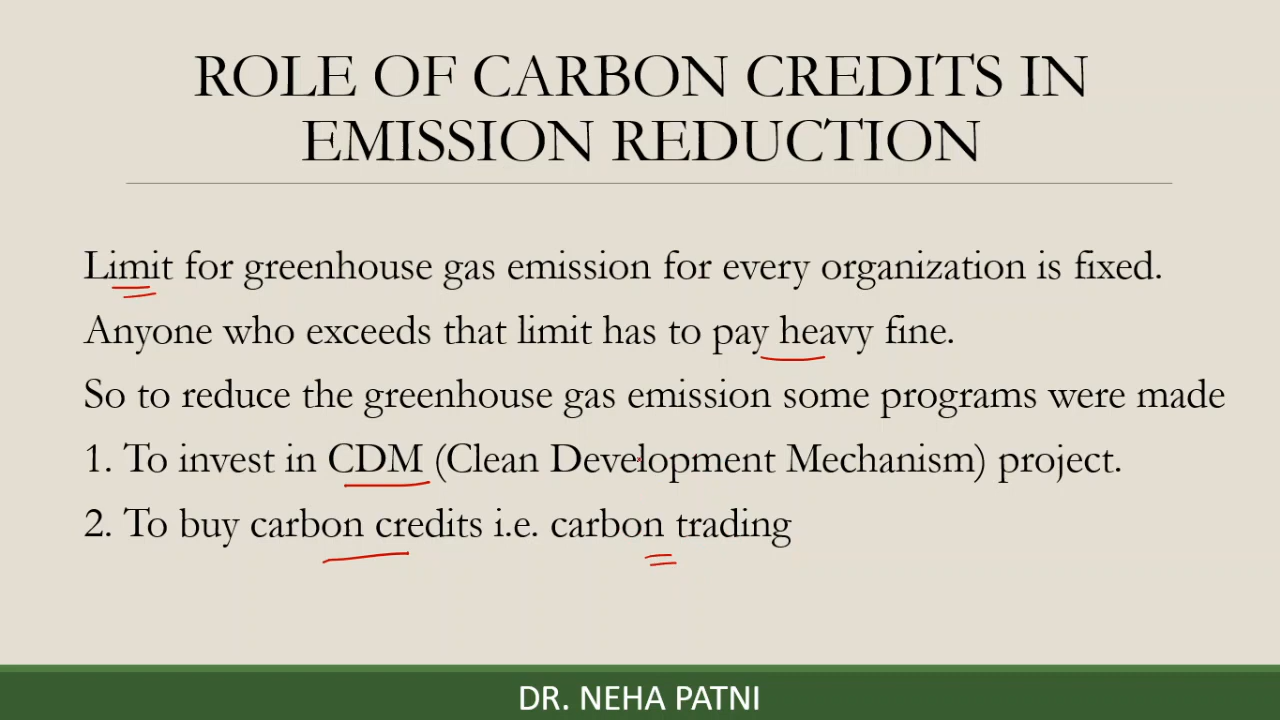 ROLE OF CARBON CREDITS IN
EMISSION REDUCTION
Limit for greenhouse gas emission for every organization is fixed.
Anyone who exceeds that limit has to pay heavy fine.
So to reduce the greenhouse gas emission some programs were made
1. To invest in CDM (Clean Development Mechanism) project.
2. To buy carbon credits i.e. carbon trading
DR. NEHA PATNI